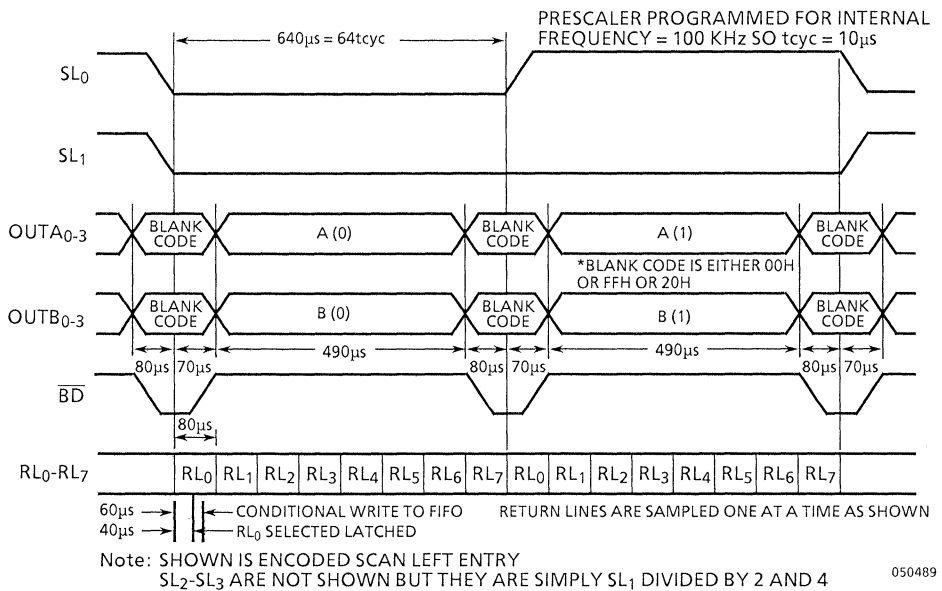 PRESCALER PROGRAMMED FOR INTERNAL
FREQUENCY = 100 KHz SO tcyc = 10μs
640μs = 64tcyc
SL0
SL1
OUTA0-3
BLANK CODE
A (0)
BLANK CODE
A (1)
BLANK CODE
*BLANK CODE IS EITHER 00H
OR FFH OR 20H
OUTB0-3
BLANK CODE
B (0)
BLANK CODE
B (1)
BLANK CODE
80μs 70μs 490μs 80μs 70μs 490μs 80μs 70μs
BD
80μs
RL0-RL7
RL0 RL1 RL2 RL3 RL4 RL5 RL6 RL7 RL0 RL1 RL2 RL3 RL4 RL5 RL6 RL7
60μs CONDITIONAL WRITE TO FIFO RETURN LINES ARE SAMPLED ONE AT A TIME AS SHOWN
40μs RL0 SELECTED LATCHED
Note: SHOWN IS ENCODED SCAN LEFT ENTRY
SL2-SL3 ARE NOT SHOWN BUT THEY ARE SIMPLY SL1 DIVIDED BY 2 AND 4
050489